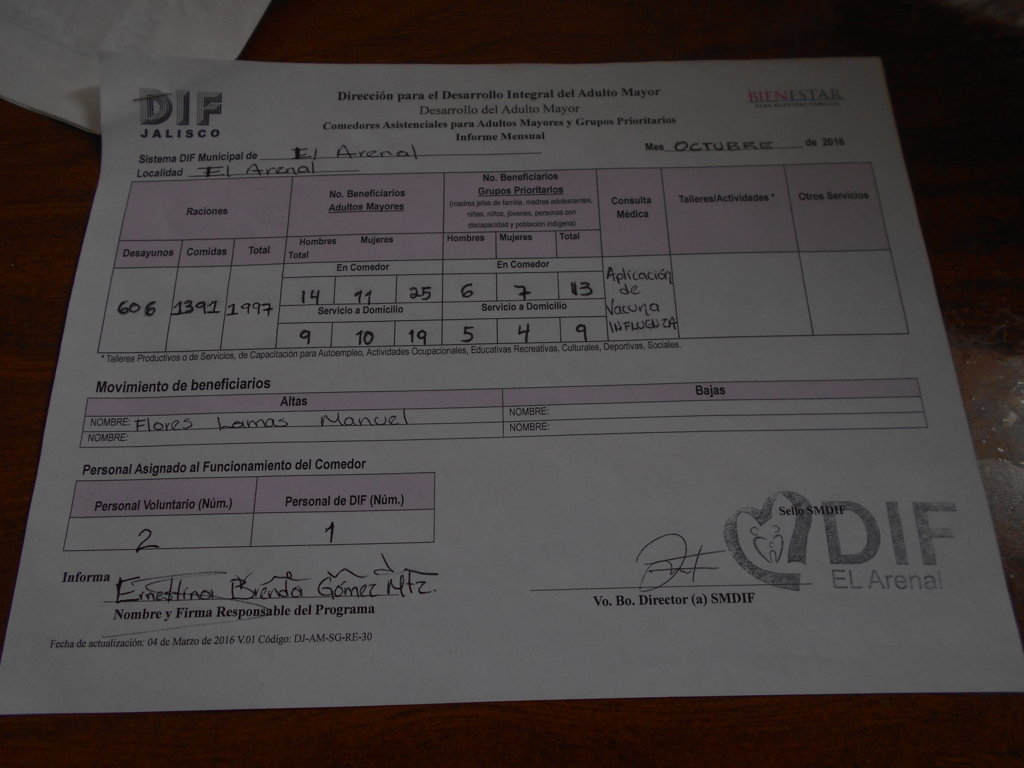 DIF
JALISCO
Dirección para el Desarrollo Integral del Adulto Mayor
Desarrollo del Adulto Mayor
Comedores Asistenciales para Adultos Mayores y Grupos Prioritarios
Informe Mensual
BIENESTAR
Sistema DIF Municipal de El Arenal
Mes OCTUBRE de 2016
Localidad El Arenal
Raciones
No. Beneficiarios
Adultos Mayores
No. Beneficiarios
Grupos Prioritarios
(madres jefas de familia, madres adolescentes,
niñas, niños, jóvenes, personas con
discapacidad y población indígena)
Consulta
Médica
Talleres/Actividades *
Otros Servicios
Desayunos Comidas Total
Hombres Mujeres
Total
Hombres Mujeres Total
En Comedor
En Comedor
606 1391 1997
14 11 25 6 7 13
Servicio a Domicilio
Servicio a Domicilio
9 10 19 5 4 9
Aplicación
de
Vacuna
INFLUENZA
* Talleres Productivos o de Servicios, de Capacitación para Autoempleo, Actividades Ocupacionales, Educativas Recreativas, Culturales, Deportivas, Sociales.
Movimiento de beneficiarios
Altas Bajas
NOMBRE: Flores Lamas Manuel NOMBRE:
NOMBRE: NOMBRE:
Personal Asignado al Funcionamiento del Comedor
Personal Voluntario (Núm.) Personal de DIF (Núm.)
2 1
Sello SMDIF
DIF
EL Arenal
Informa Ernestina Brenda Gómez Mtz.
Nombre y Firma Responsable del Programa
Vo. Bo. Director (a) SMDIF
Fecha de actualización: 04 de Marzo de 2016 V.01 Código: DJ-AM-SG-RE-30